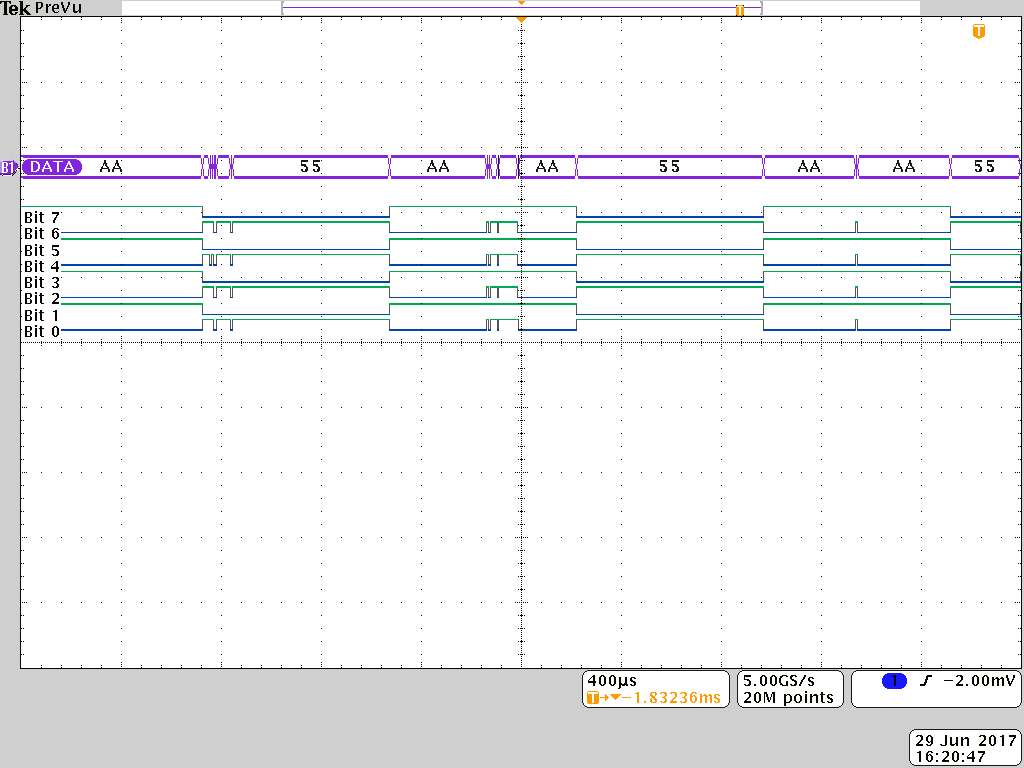 Tek PreVu
T
T
B1 DATA AA 55 AA AA 55 AA AA 55
Bit 7
Bit 6
Bit 5
Bit 4
Bit 3
Bit 2
Bit 1
Bit 0
400µs
T→▼−1.83236ms
5.00GS/s
20M points
1 −2.00mV
29 Jun 2017
16:20:47